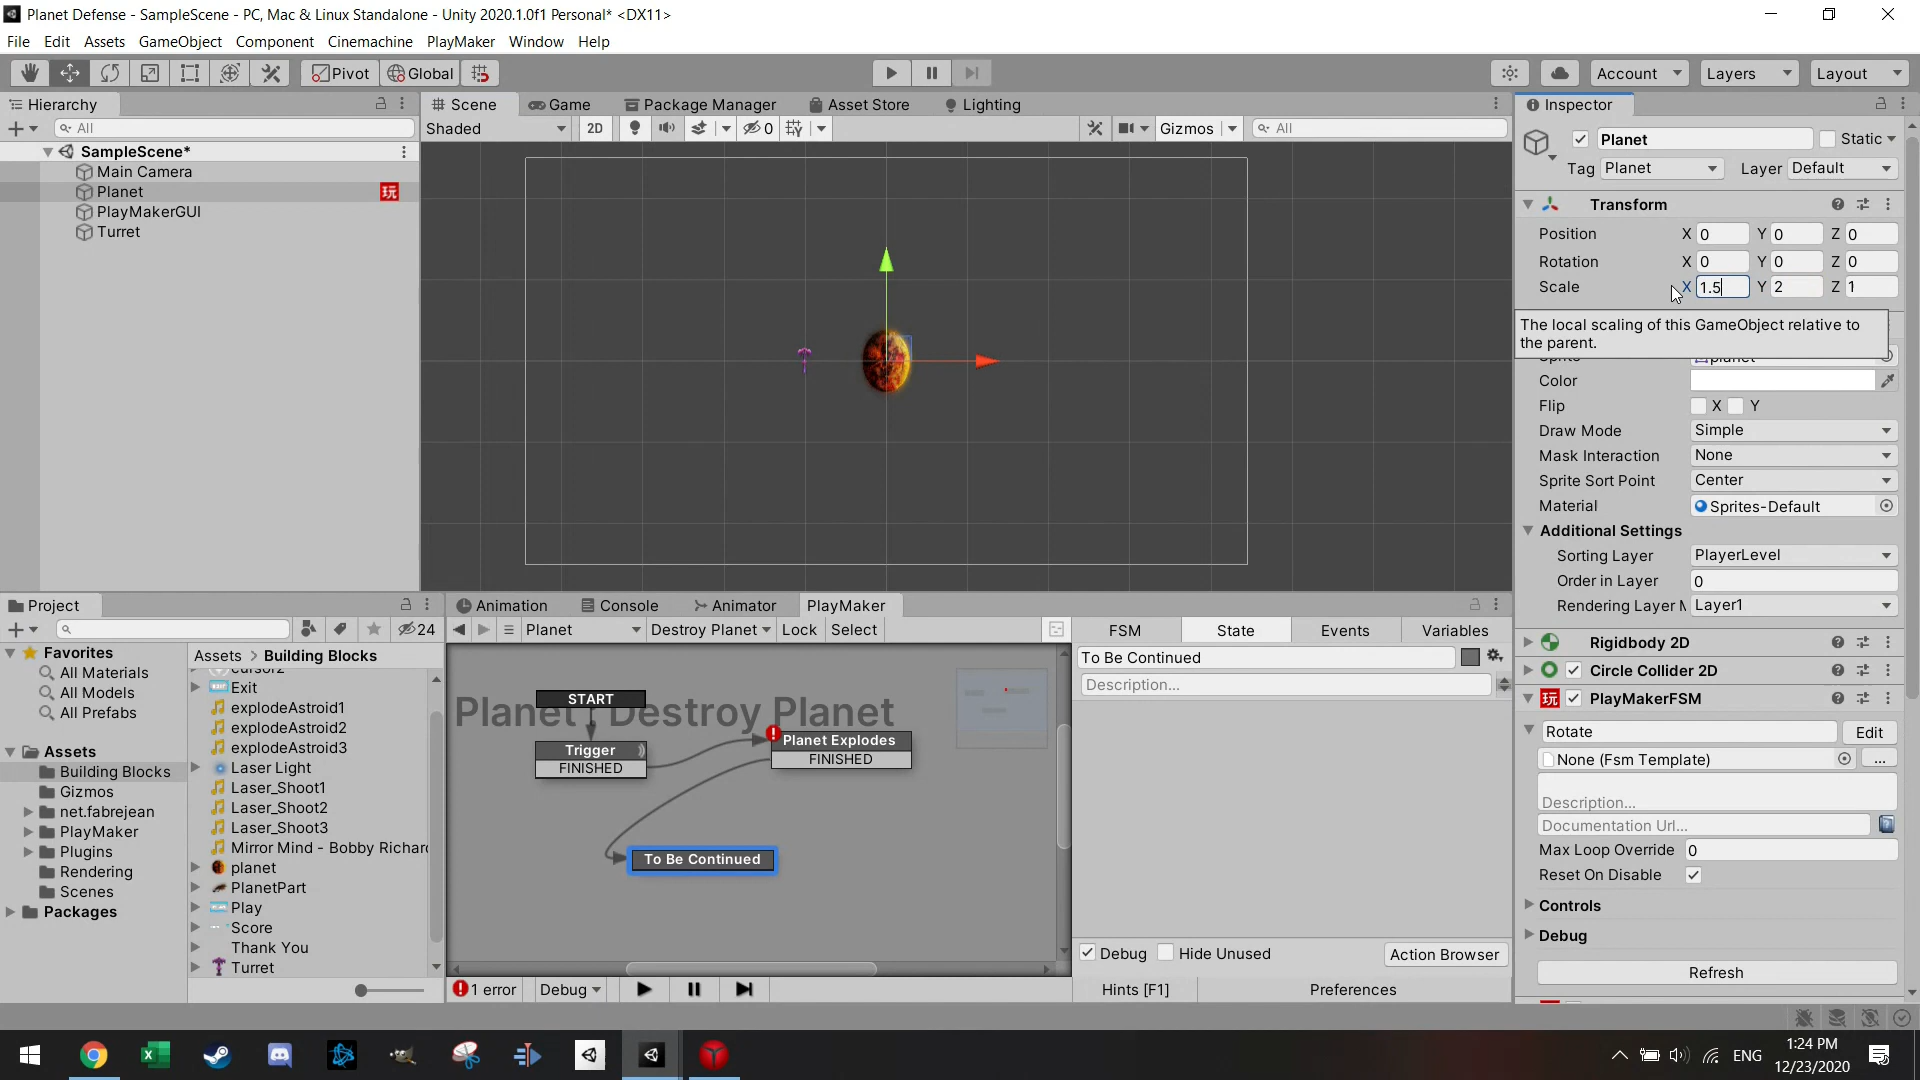 Planet Defense - SampleScene - PC, Mac & Linux Standalone - Unity 2020.1.0f1 Personal* <DX11>
File Edit Assets GameObject Component Cinemachine PlayMaker Window Help
Pivot Global Account Layers Layout
Hierarchy
All
SampleScene*
Main Camera
Planet 玩
PlayMakerGUI
Turret
Scene Game Package Manager Asset Store Lighting
Shaded 2D 0 Gizmos All
Inspector
Planet Static
Tag Planet Layer Default
Transform
Position X 0 Y 0 Z 0
Rotation X 0 Y 0 Z 0
Scale X 1.5 Y 2 Z 1
The local scaling of this GameObject relative to
the parent.
Color
Flip X Y
Draw Mode Simple
Mask Interaction None
Sprite Sort Point Center
Material Sprites-Default
Additional Settings
Sorting Layer PlayerLevel
Order in Layer 0
Rendering Layer M Layer1
Rigidbody 2D
Circle Collider 2D
玩 PlayMakerFSM
Rotate Edit
None (Fsm Template) ...
Description...
Documentation Url...
Max Loop Override 0
Reset On Disable
Controls
Debug
Refresh
Project
24
Favorites
All Materials
All Models
All Prefabs
Assets
Building Blocks
Gizmos
net.fabrejean
PlayMaker
Plugins
Rendering
Scenes
Packages
Assets > Building Blocks
cursor2
Exit
explodeAstroid1
explodeAstroid2
explodeAstroid3
Laser Light
Laser_Shoot1
Laser_Shoot2
Laser_Shoot3
Mirror Mind - Bobby Richar
planet
PlanetPart
Play
Score
Thank You
Turret
Animation Console Animator PlayMaker
Planet Destroy Planet Lock Select
Planet : Destroy Planet
START
Trigger
FINISHED
Planet Explodes
FINISHED
To Be Continued
1 error Debug
FSM State Events Variables
To Be Continued
Description...
Debug Hide Unused Action Browser
Hints [F1] Preferences
ENG
1:24 PM
12/23/2020